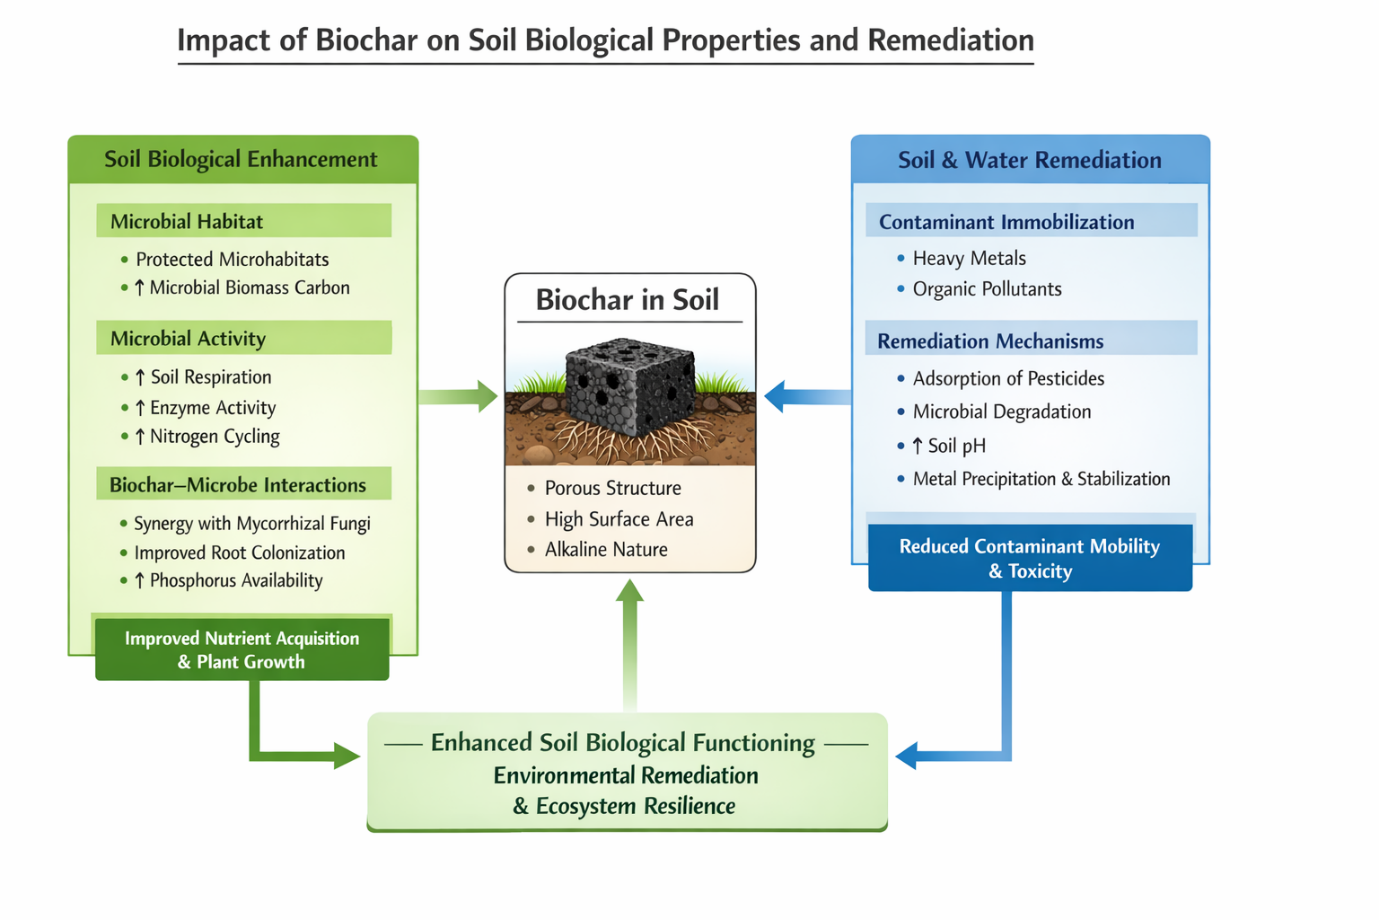 Impact of Biochar on Soil Biological Properties and Remediation
Soil Biological Enhancement
Microbial Habitat
• Protected Microhabitats
• ↑ Microbial Biomass Carbon
Microbial Activity
• ↑ Soil Respiration
• ↑ Enzyme Activity
• ↑ Nitrogen Cycling
Biochar–Microbe Interactions
• Synergy with Mycorrhizal Fungi
• Improved Root Colonization
• ↑ Phosphorus Availability
Improved Nutrient Acquisition
& Plant Growth
Biochar in Soil
• Porous Structure
• High Surface Area
• Alkaline Nature
Soil & Water Remediation
Contaminant Immobilization
• Heavy Metals
• Organic Pollutants
Remediation Mechanisms
• Adsorption of Pesticides
• Microbial Degradation
• ↑ Soil pH
• Metal Precipitation & Stabilization
Reduced Contaminant Mobility
& Toxicity
Enhanced Soil Biological Functioning
Environmental Remediation
& Ecosystem Resilience